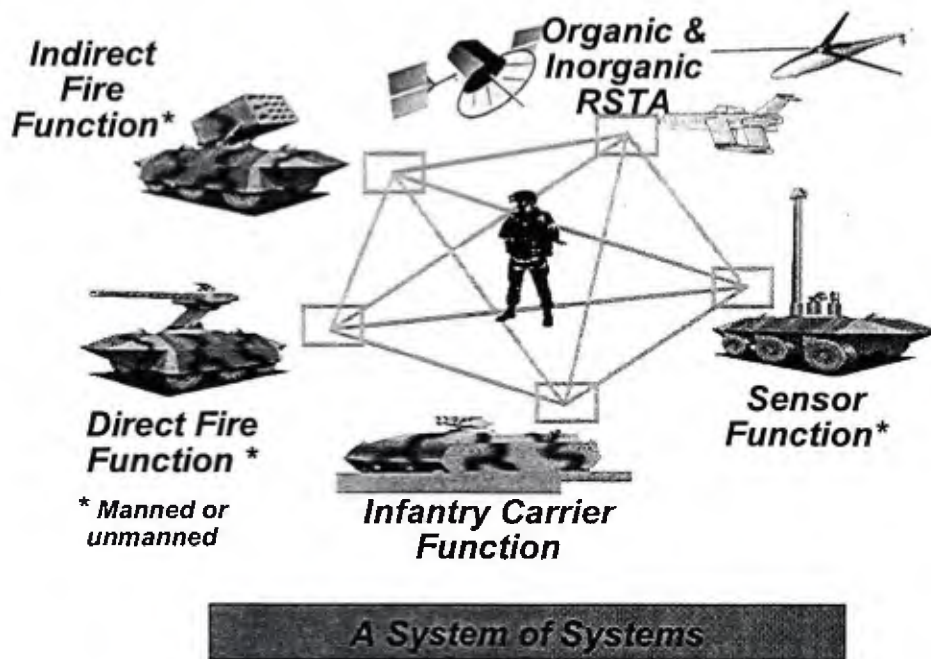 Indirect
Fire
Function*
Organic &
Inorganic
RSTA
Sensor
Function*
Direct Fire
Function *
* Manned or
unmanned
Infantry Carrier
Function
A System of Systems